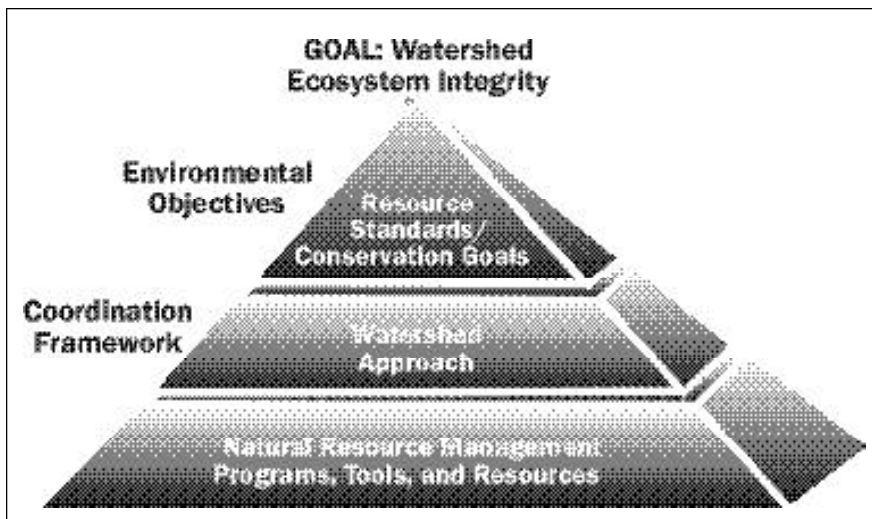 GOAL: Watershed
Ecosystem Integrity
Environmental
Objectives
Resource
Standards/
Conservation Goals
Coordination
Framework
Watershed
Approach
Natural Resource Management
Programs, Tools, and Resources